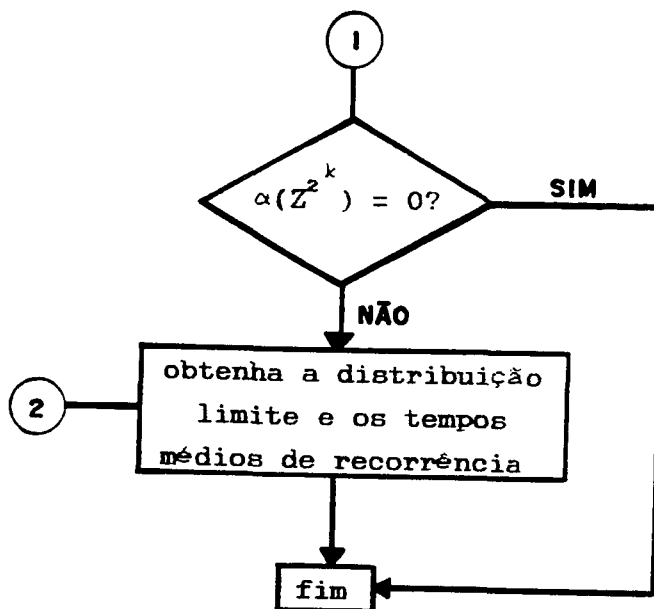 1
α(Z^{2^k}) = 0?
SIM
NÃO
obtenha a distribuição
2
limite e os tempos
médios de recorrência
fim